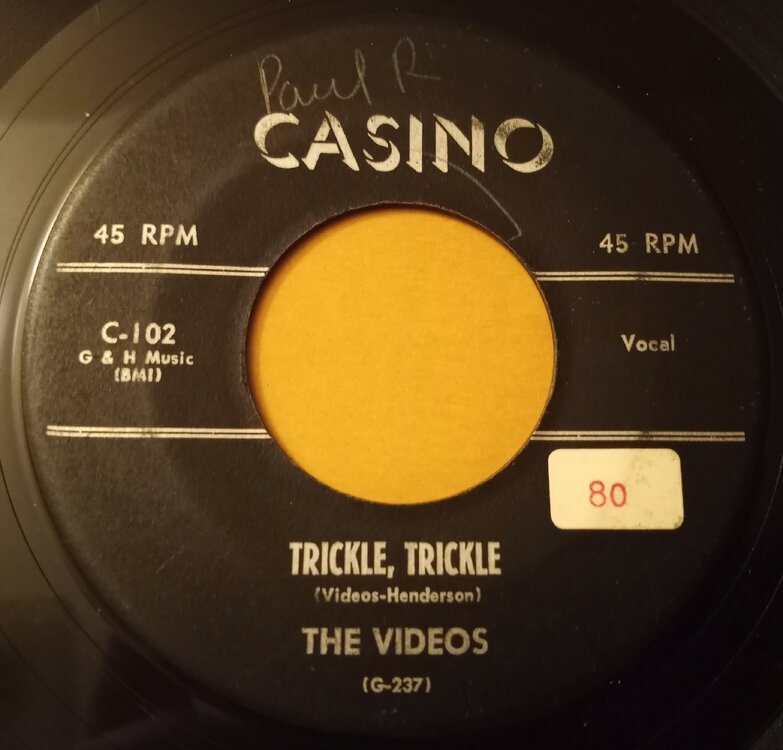 Paul R
CASINO
45 RPM
45 RPM
C-102
G & H Music
(BMI)
Vocal
80
TRICKLE, TRICKLE
(Videos-Henderson)
THE VIDEOS
(G-237)